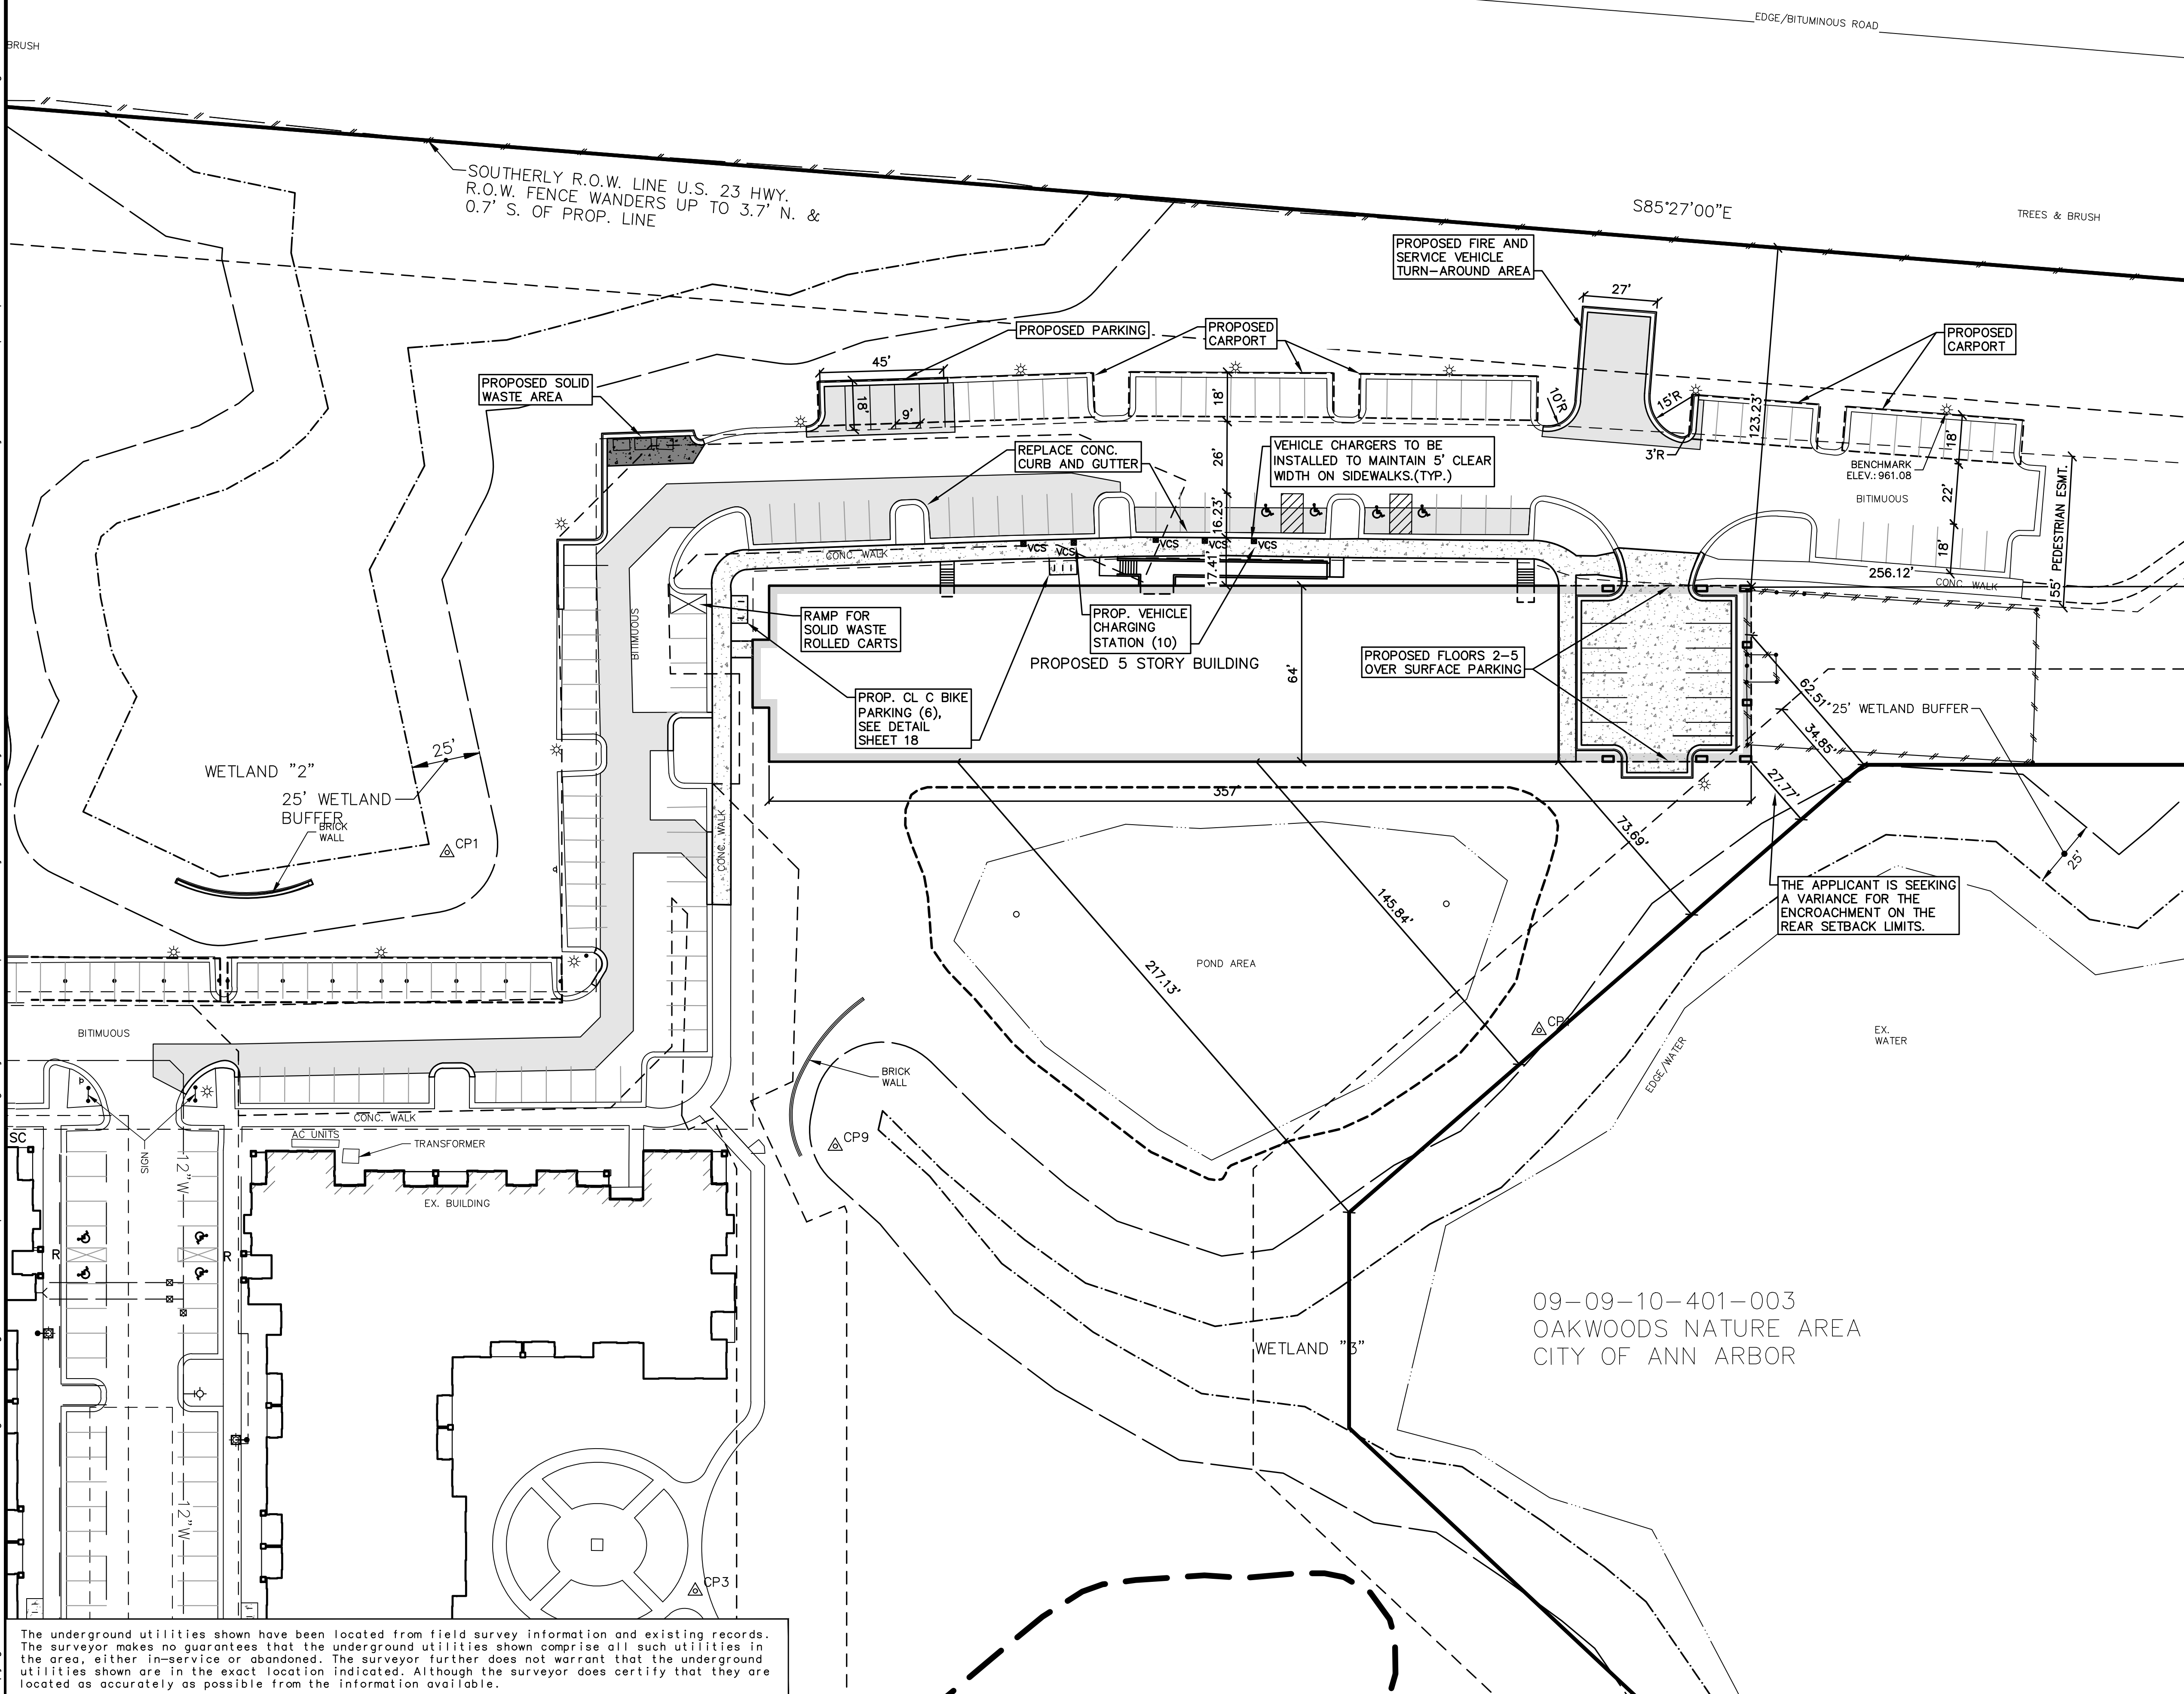 EDGE/BITUMINOUS ROAD
BRUSH
SOUTHERLY R.O.W. LINE U.S. 23 HWY.
R.O.W. FENCE WANDERS UP TO 3.7' N. &
0.7' S. OF PROP. LINE
S85°27'00"E
TREES & BRUSH
PROPOSED FIRE AND
SERVICE VEHICLE
TURN-AROUND AREA
27'
PROPOSED PARKING
PROPOSED
CARPORT
PROPOSED
CARPORT
45'
PROPOSED SOLID
WASTE AREA
18'
9'
18'
10'R
15'R
3'R
123.23'
18'
BENCHMARK
ELEV.: 961.08
BITIMUOUS
22'
18'
55' PEDESTRIAN ESMT.
REPLACE CONC.
CURB AND GUTTER
26'
VEHICLE CHARGERS TO BE
INSTALLED TO MAINTAIN 5' CLEAR
WIDTH ON SIDEWALKS.(TYP.)
16.23'
VCS
VCS
VCS
VCS
VCS
CONC. WALK
17.41'
256.12'
CONC. WALK
BITIMUOUS
RAMP FOR
SOLID WASTE
ROLLED CARTS
PROP. VEHICLE
CHARGING
STATION (10)
PROPOSED 5 STORY BUILDING
64'
PROPOSED FLOORS 2-5
OVER SURFACE PARKING
PROP. CL C BIKE
PARKING (6),
SEE DETAIL
SHEET 18
62.51'
25' WETLAND BUFFER
34.85'
27.77'
25'
WETLAND "2"
25' WETLAND
BUFFER
BRICK
WALL
CP1
357'
73.69'
25'
CONC. WALK
THE APPLICANT IS SEEKING
A VARIANCE FOR THE
ENCROACHMENT ON THE
REAR SETBACK LIMITS.
145.84'
POND AREA
217.13'
BITIMUOUS
EX.
WATER
EDGE/WATER
BRICK
WALL
CONC. WALK
AC UNITS
TRANSFORMER
CP9
SC
SIGN
12"W
EX. BUILDING
R
R
09-09-10-401-003
OAKWOODS NATURE AREA
CITY OF ANN ARBOR
WETLAND "3"
12"W
CP3
The underground utilities shown have been located from field survey information and existing records.
The surveyor makes no guarantees that the underground utilities shown comprise all such utilities in
the area, either in-service or abandoned. The surveyor further does not warrant that the underground
utilities shown are in the exact location indicated. Although the surveyor does certify that they are
located as accurately as possible from the information available.